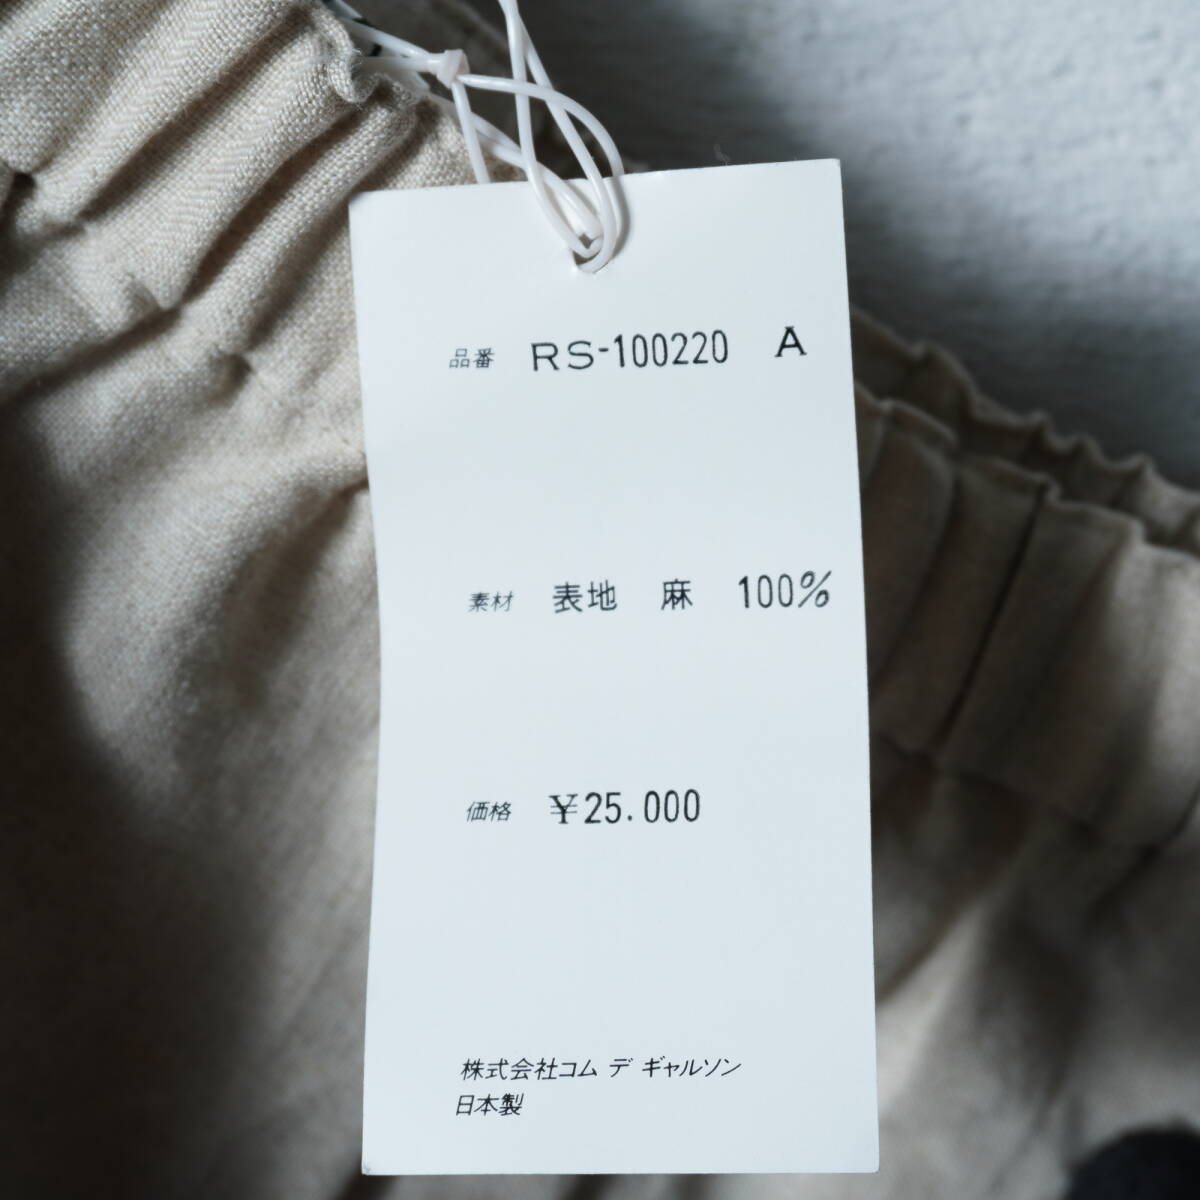 品番 RS-100220 A
素材 表地 麻 100%
価格 ¥25.000
株式会社コム デ ギャルソン
日本製